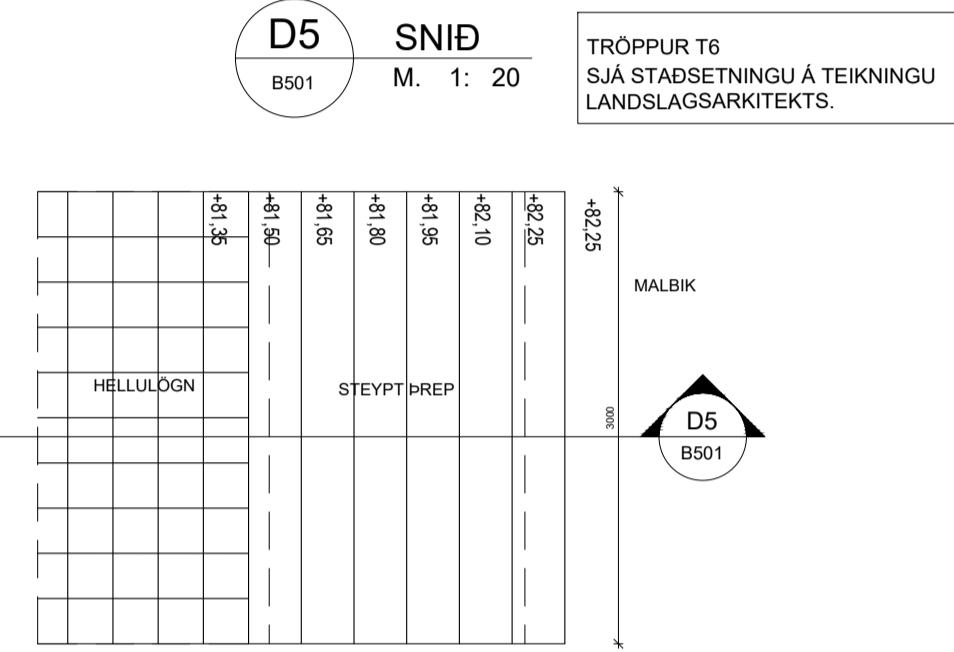 D5
B501
SNIÐ
M. 1: 20
TRÖPPUR T6
SJÁ STAÐSETNINGU Á TEIKNINGU
LANDSLAGSARKITEKTS.
+81,35
+81,50
+81,65
+81,80
+81,95
+82,10
+82,25
+82,25
MALBIK
HELLULÖGN
STEYPT ÞREP
3000
D5
B501